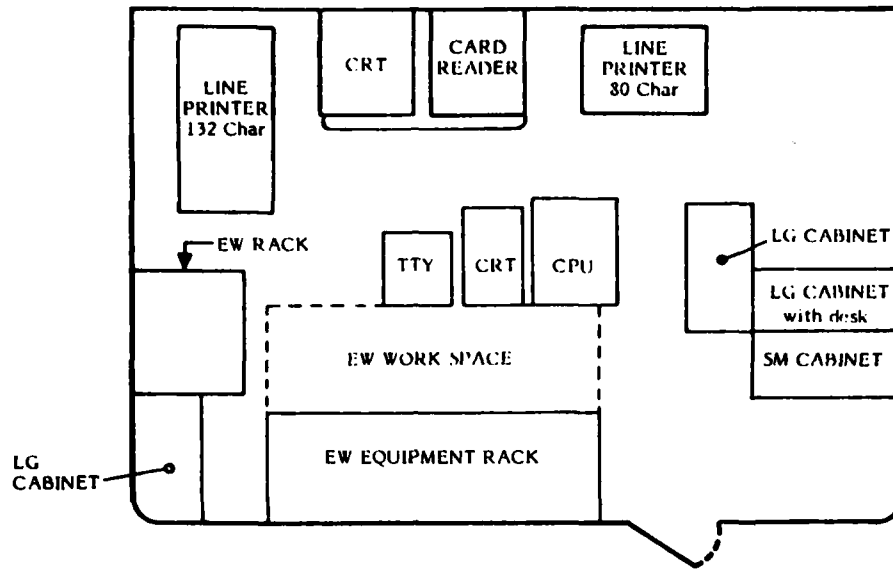 LINE
PRINTER
132 Char
CRT
CARD
READER
LINE
PRINTER
80 Char
EW RACK
TTY
CRT
CPU
LG CABINET
LG CABINET
with desk
SM CABINET
EW WORK SPACE
EW EQUIPMENT RACK
LG
CABINET